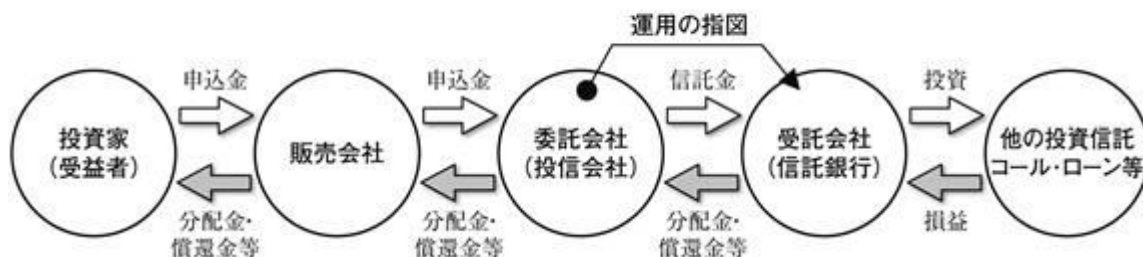 運用の指図
申込金
申込金
信託金
投資
投資家
(受益者)
販売会社
委託会社
(投信会社)
受託会社
(信託銀行)
他の投資信託
コール・ローン等
分配金・
償還金等
分配金・
償還金等
分配金・
償還金等
損益